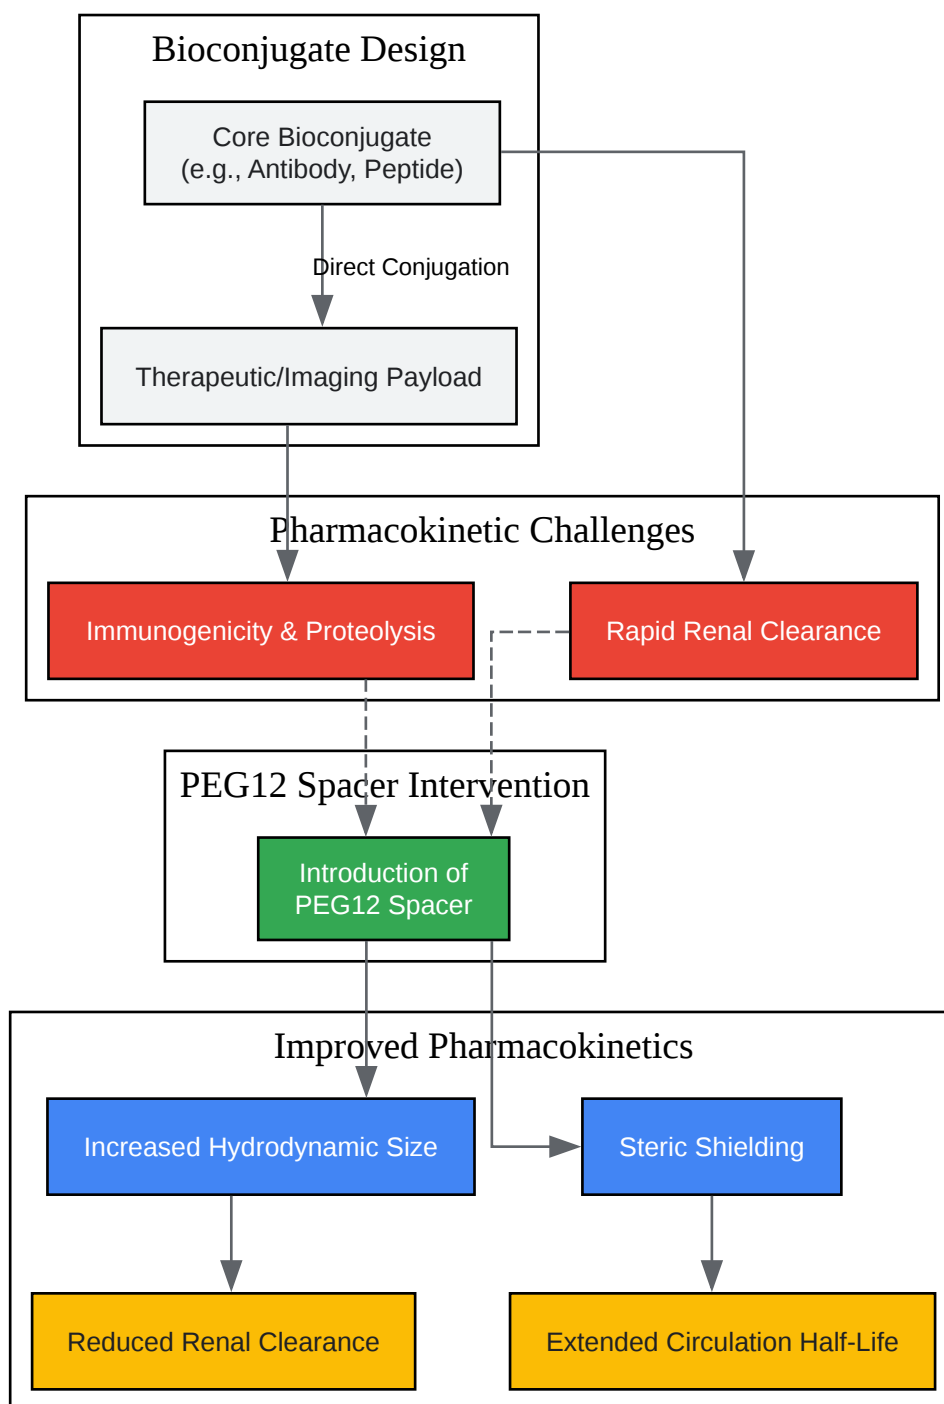 Bioconjugate Design
Core Bioconjugate
(e.g., Antibody, Peptide)
Direct Conjugation
Therapeutic/Imaging Payload
Pharmacokinetic Challenges
Immunogenicity & Proteolysis
Rapid Renal Clearance
PEG12 Spacer Intervention
Introduction of
PEG12 Spacer
Improved Pharmacokinetics
Increased Hydrodynamic Size
Steric Shielding
Reduced Renal Clearance
Extended Circulation Half-Life